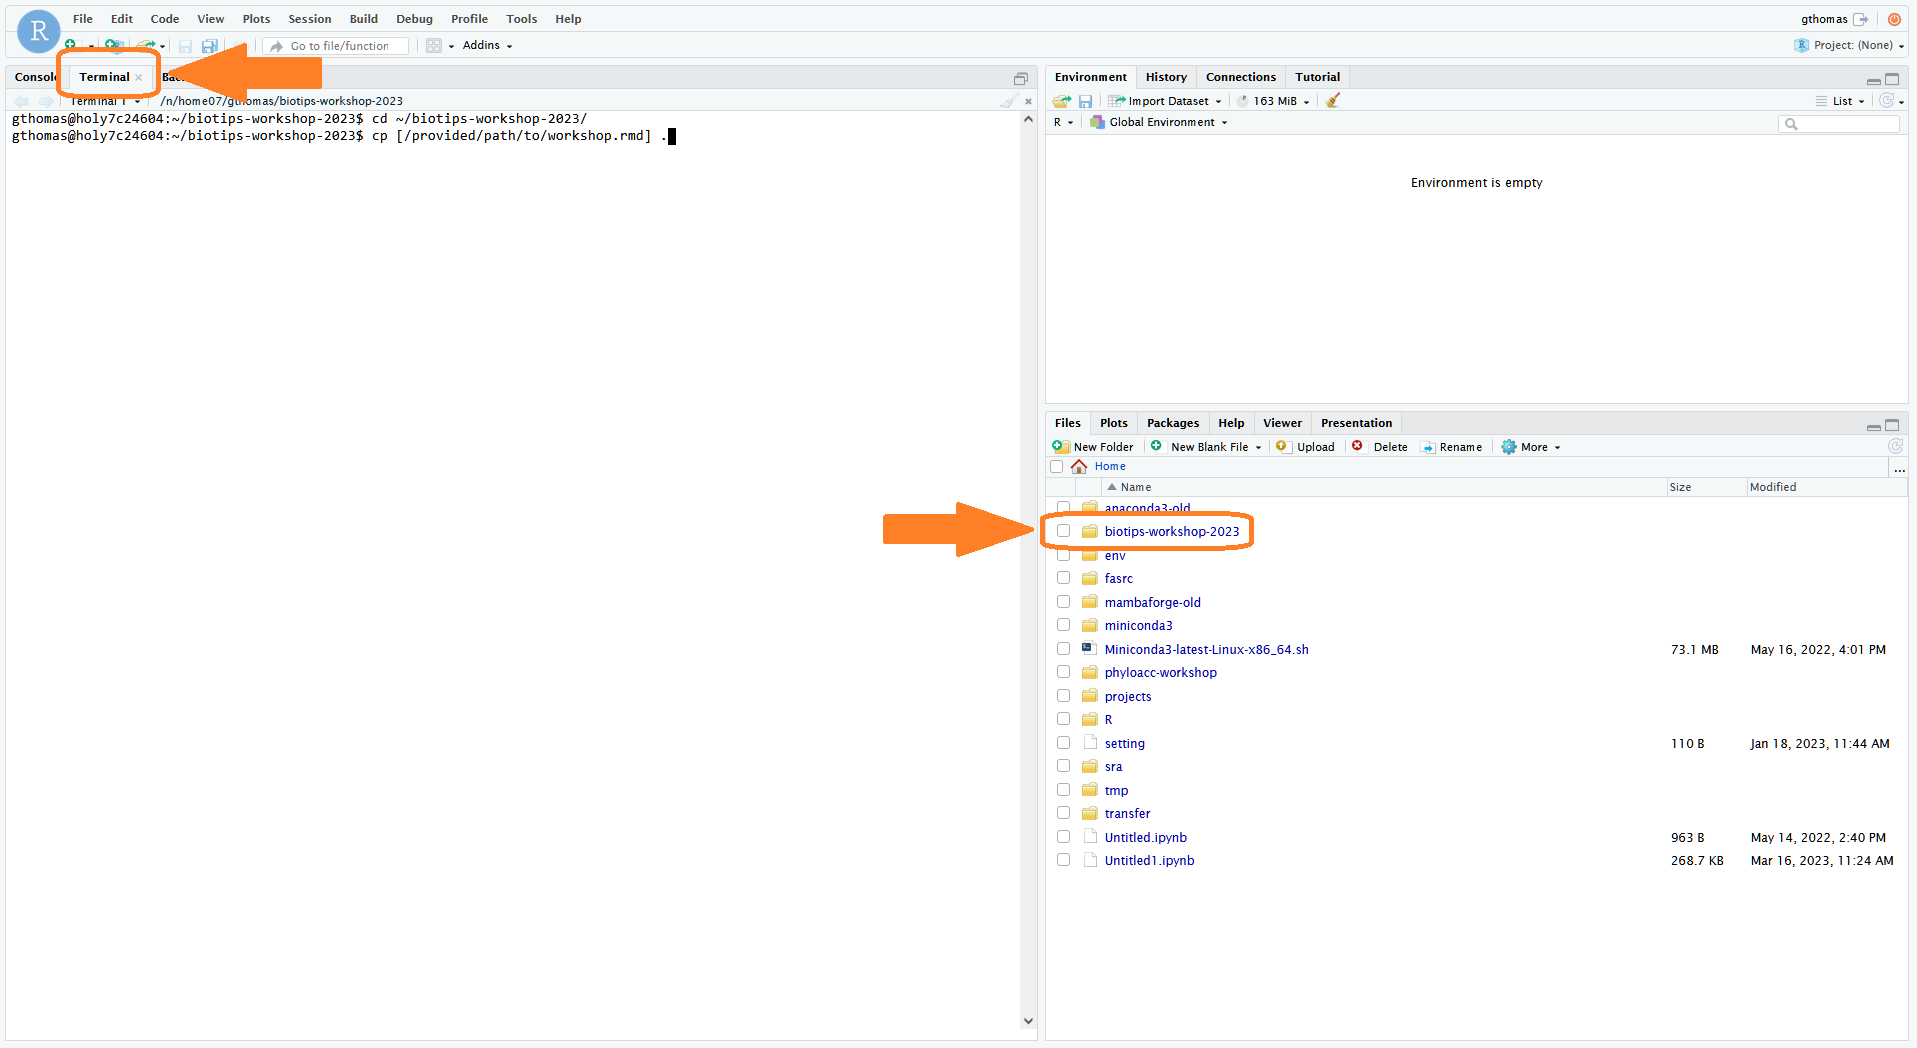 R
File Edit Code View Plots Session Build Debug Profile Tools Help
gthomas
Go to file/function
Addins
R Project: (None)
Console Terminal
Terminal 1 /n/home07/gthomas/biotips-workshop-2023
gthomas@holy7c24604:~/biotips-workshop-2023$ cd ~/biotips-workshop-2023/
gthomas@holy7c24604:~/biotips-workshop-2023$ cp [/provided/path/to/workshop.rmd] .
Environment History Connections Tutorial
Import Dataset 163 MiB List
R Global Environment
Environment is empty
Files Plots Packages Help Viewer Presentation
New Folder New Blank File Upload Delete Rename More
Home ...
Name Size Modified
anaconda3-old
biotips-workshop-2023
env
fasrc
mambaforge-old
miniconda3
Miniconda3-latest-Linux-x86_64.sh 73.1 MB May 16, 2022, 4:01 PM
phyloacc-workshop
projects
R
setting 110 B Jan 18, 2023, 11:44 AM
sra
tmp
transfer
Untitled.ipynb 963 B May 14, 2022, 2:40 PM
Untitled1.ipynb 268.7 KB Mar 16, 2023, 11:24 AM